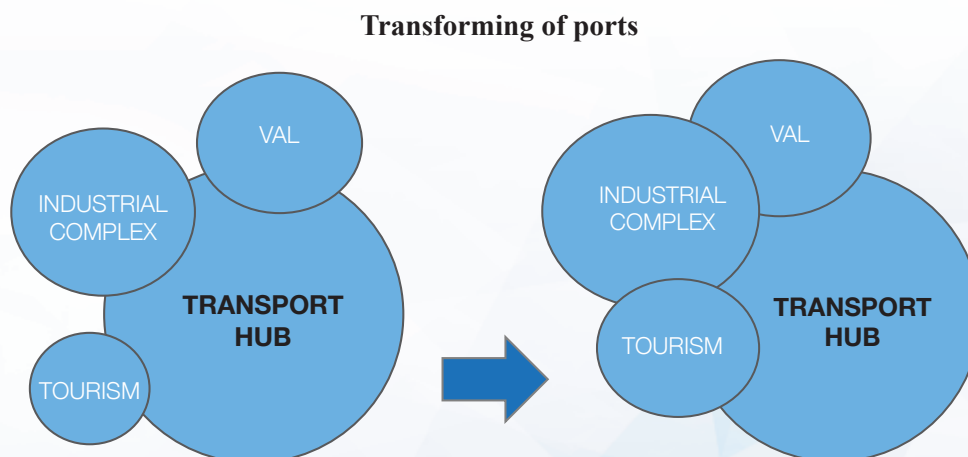 Transforming of ports
VAL
INDUSTRIAL
COMPLEX
TRANSPORT
HUB
TOURISM
VAL
INDUSTRIAL
COMPLEX
TRANSPORT
HUB
TOURISM